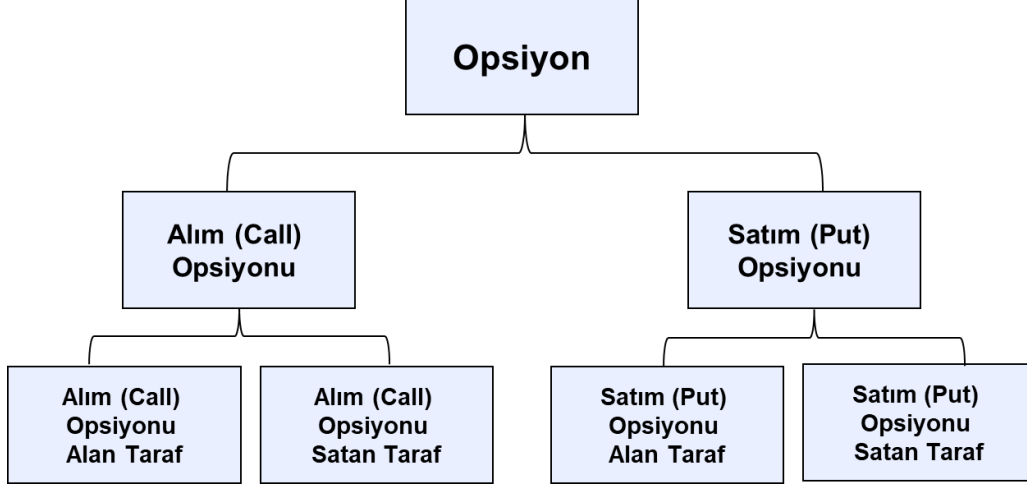 Opsiyon
Alım (Call)
Opsiyonu
Satım (Put)
Opsiyonu
Alım (Call)
Opsiyonu
Alan Taraf
Alım (Call)
Opsiyonu
Satan Taraf
Satım (Put)
Opsiyonu
Alan Taraf
Satım (Put)
Opsiyonu
Satan Taraf